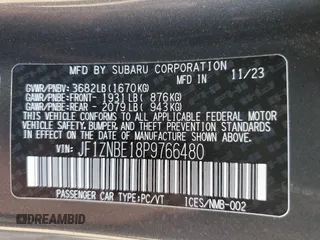 MFD BY SUBARU CORPORATION
GVWR/PNBV: 3682LB(1670KG) 11/23
GAWR/PNBE:FRONT- 1931LB( 876KG)
GAWR/PNBE:REAR - 2079LB( 943KG)
THIS VEHICLE CONFORMS TO ALL APPLICABLE FEDERAL MOTOR VEHICLE SAFETY, BUMPER, AND THEFT PREVENTION STANDARDS IN EFFECT ON THE DATE OF MANUFACTURE SHOWN ABOVE.
VIN: JF1ZNBE18P9766480
PASSENGER CAR TYPE:PC/VT
ICES/NMB-002
© DREAMBID
dreambid.com